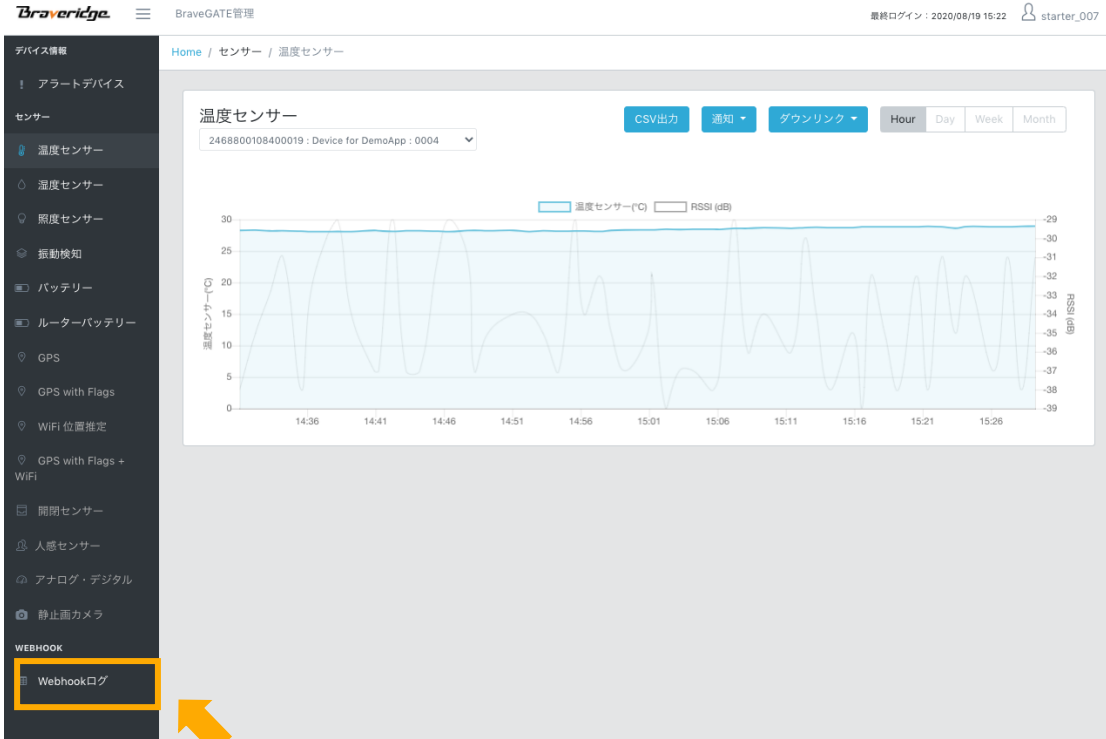 Braveridge
BraveGATE管理
最終ログイン：2020/08/19 15:22
starter_007
デバイス情報
アラートデバイス
センサー
温度センサー
湿度センサー
照度センサー
振動検知
バッテリー
ルーターバッテリー
GPS
GPS with Flags
WiFi 位置推定
GPS with Flags +
WiFi
開閉センサー
人感センサー
アナログ・デジタル
静止画カメラ
WEBHOOK
Webhookログ
Home / センサー / 温度センサー
温度センサー
2468800108400019 : Device for DemoApp : 0004
CSV出力
通知
ダウンリンク
Hour Day Week Month
温度センサー(℃) RSSI (dB)
温度センサー(℃)
30
25
20
15
10
5
0
-29
-30
-31
-32
-33
-34
-35
-36
-37
-38
-39
RSSI (dB)
14:36 14:41 14:46 14:51 14:56 15:01 15:06 15:11 15:16 15:21 15:26